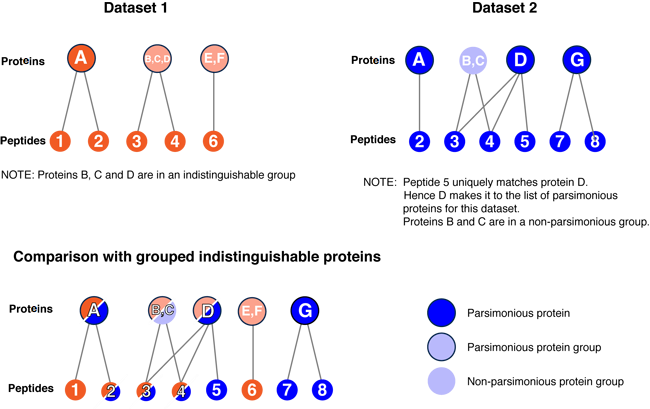 Dataset 1
Dataset 2
Proteins A B,C,D E,F
Peptides 1 2 3 4 6
NOTE: Proteins B, C and D are in an indistinguishable group
Proteins A B,C D G
Peptides 2 3 4 5 7 8
NOTE: Peptide 5 uniquely matches protein D.
Hence D makes it to the list of parsimonious
proteins for this dataset.
Proteins B and C are in a non-parsimonious group.
Comparison with grouped indistinguishable proteins
Proteins A B,C D E,F G
Peptides 1 2 3 4 5 6 7 8
Parsimonious protein
Parsimonious protein group
Non-parsimonious protein group